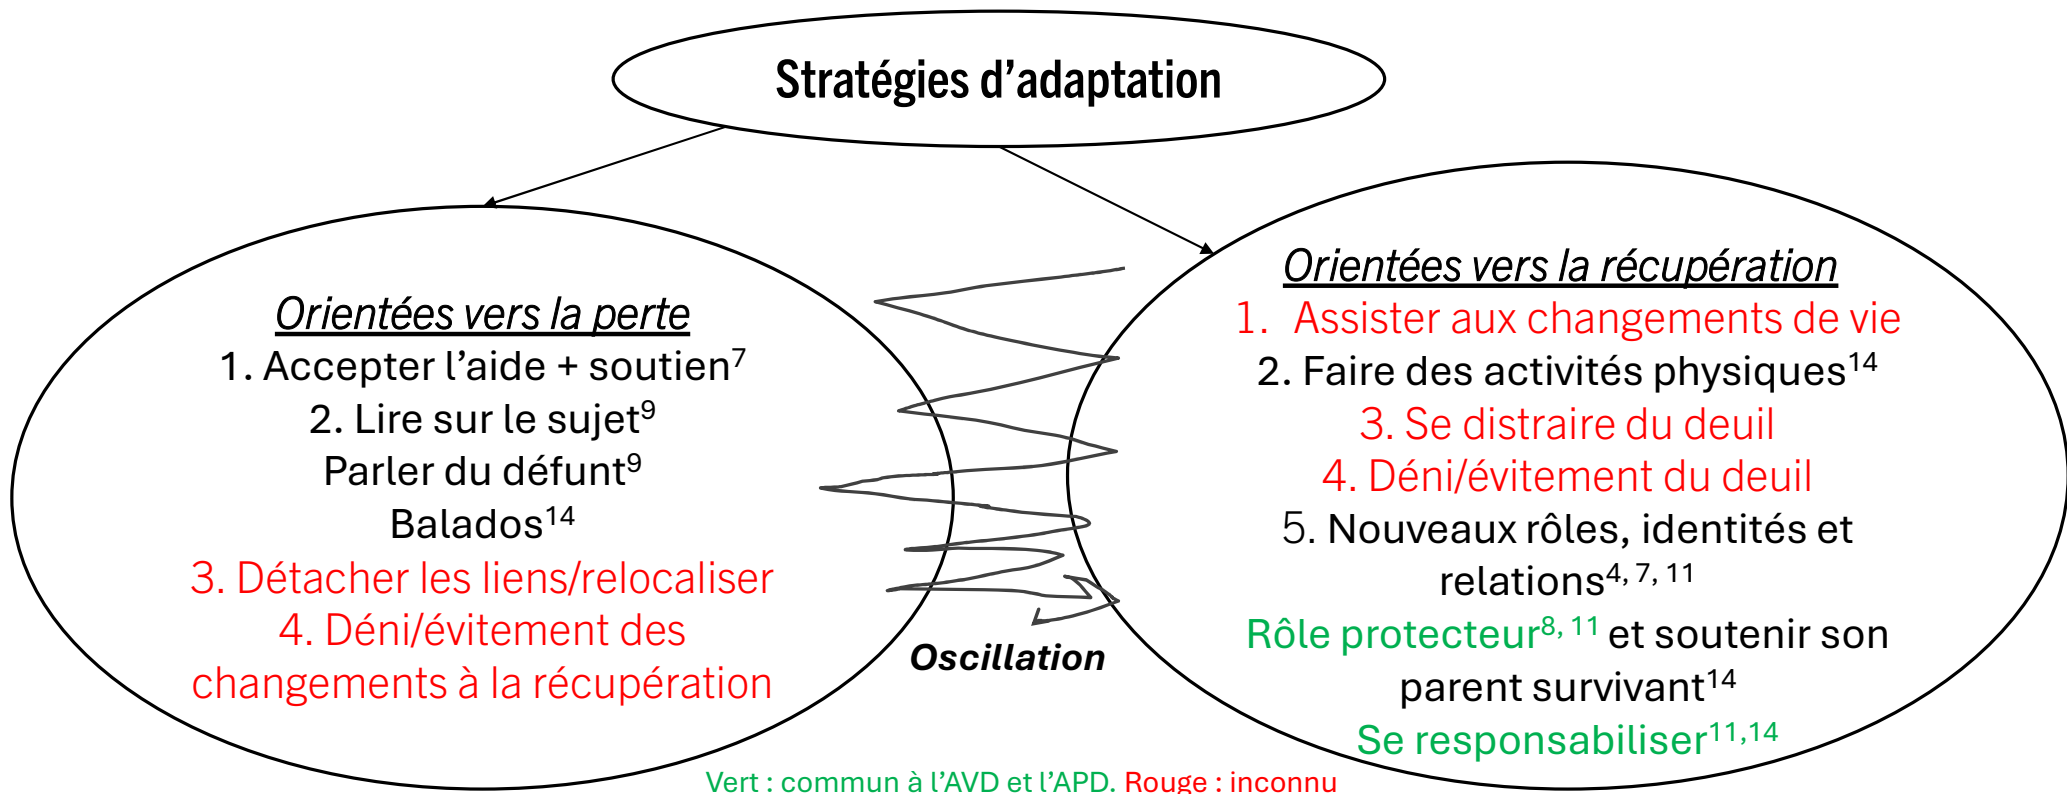 Stratégies d'adaptation
Orientées vers la perte
1. Accepter l'aide + soutien⁷
2. Lire sur le sujet⁹
Parler du défunt⁹
Balados¹⁴
3. Détacher les liens/relocaliser
4. Déni/évitement des
changements à la récupération
Oscillation
Orientées vers la récupération
1. Assister aux changements de vie
2. Faire des activités physiques¹⁴
3. Se distraire du deuil
4. Déni/évitement du deuil
5. Nouveaux rôles, identités et
relations⁴, ⁷, ¹¹
Rôle protecteur⁸, ¹¹ et soutenir son
parent survivant¹⁴
Se responsabiliser¹¹,¹⁴
Vert : commun à l'AVD et l'APD. Rouge : inconnu